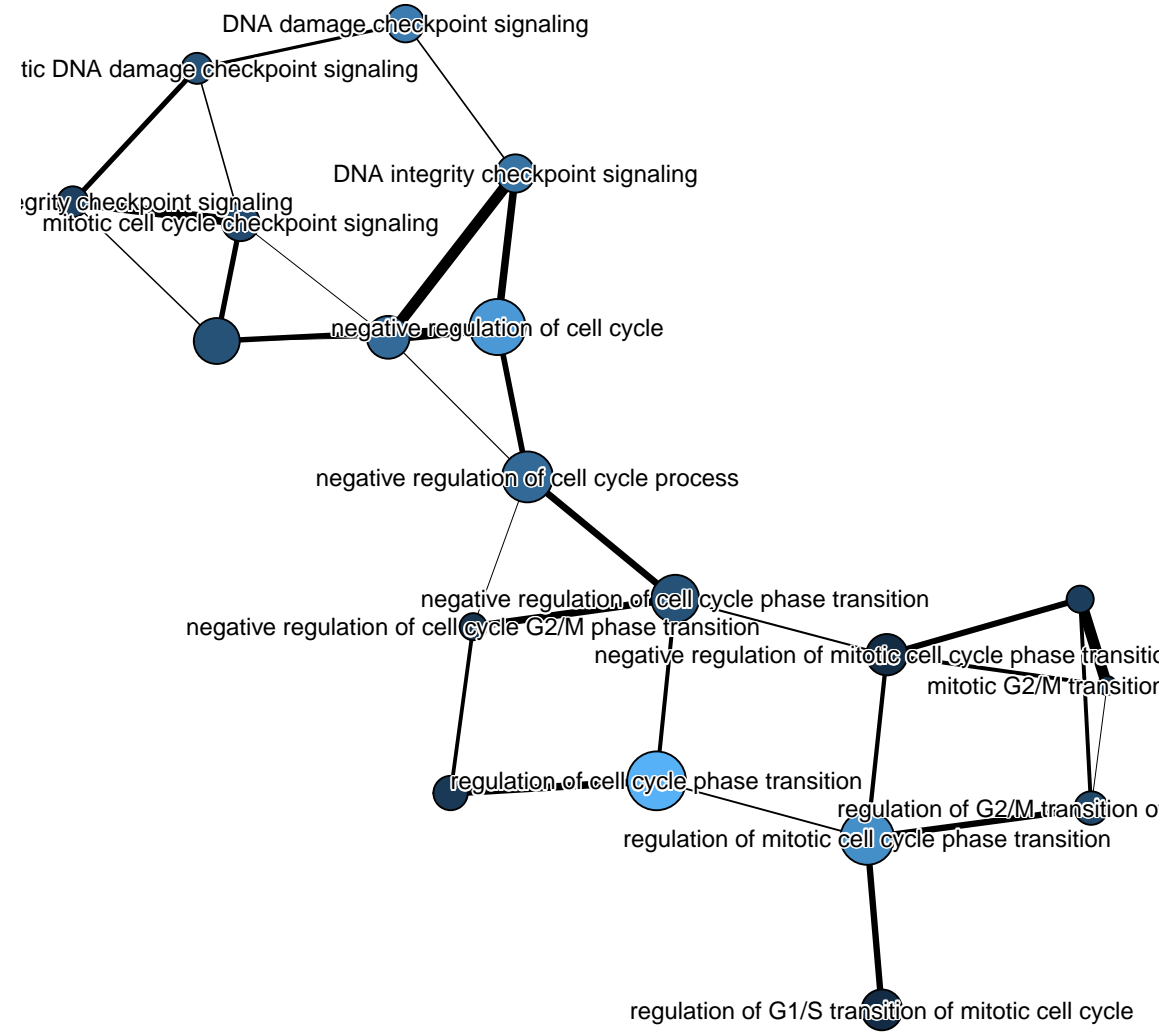 DNA damage checkpoint signaling
tic DNA damage checkpoint signaling
DNA integrity checkpoint signaling
egrity checkpoint signaling
mitotic cell cycle checkpoint signaling
negative regulation of cell cycle
negative regulation of cell cycle process
negative regulation of cell cycle phase transition
negative regulation of cell cycle G2/M phase transition
negative regulation of mitotic cell cycle phase transitio
mitotic G2/M transition
regulation of cell cycle phase transition
regulation of G2/M transition o
regulation of mitotic cell cycle phase transition
regulation of G1/S transition of mitotic cell cycle